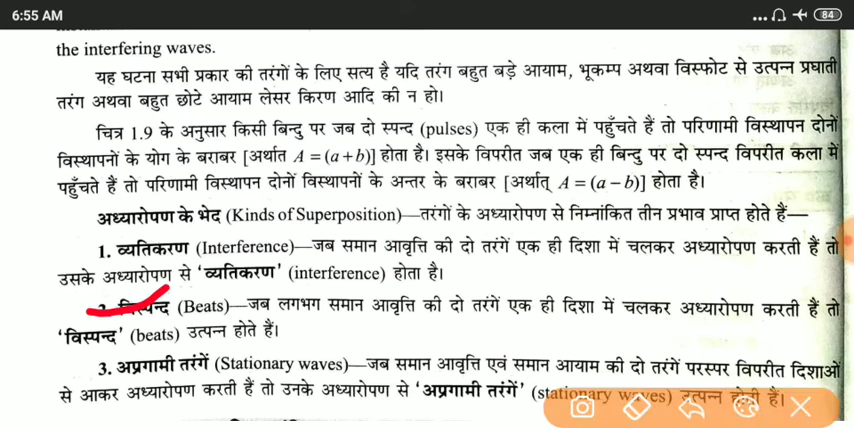 6:55 AM
84
the interfering waves.
यह घटना सभी प्रकार की तरंगों के लिए सत्य है यदि तरंग बहुत बड़े आयाम, भूकम्प अथवा विस्फोट से उत्पन्न प्रघाती
तरंग अथवा बहुत छोटे आयाम लेसर किरण आदि की न हो।
चित्र 1.9 के अनुसार किसी बिन्दु पर जब दो स्पन्द (pulses) एक ही कला में पहुँचते हैं तो परिणामी विस्थापन दोनों
विस्थापनों के योग के बराबर [अर्थात A = (a + b)] होता है। इसके विपरीत जब एक ही बिन्दु पर दो स्पन्द विपरीत कला में
पहुँचते हैं तो परिणामी विस्थापन दोनों विस्थापनों के अन्तर के बराबर [अर्थात् A = (a – b)] होता है।
अध्यारोपण के भेद (Kinds of Superposition)—तरंगों के अध्यारोपण से निम्नांकित तीन प्रभाव प्राप्त होते हैं—
1. व्यतिकरण (Interference)—जब समान आवृत्ति की दो तरंगें एक ही दिशा में चलकर अध्यारोपण करती हैं तो
उसके अध्यारोपण से ‘व्यतिकरण’ (interference) होता है।
2. विस्पन्द (Beats)—जब लगभग समान आवृत्ति की दो तरंगें एक ही दिशा में चलकर अध्यारोपण करती हैं तो
‘विस्पन्द’ (beats) उत्पन्न होते हैं।
3. अप्रगामी तरंगें (Stationary waves)—जब समान आवृत्ति एवं समान आयाम की दो तरंगें परस्पर विपरीत दिशाओं
से आकर अध्यारोपण करती हैं तो उनके अध्यारोपण से ‘अप्रगामी तरंगें’ (stationary waves) उत्पन्न होती हैं।